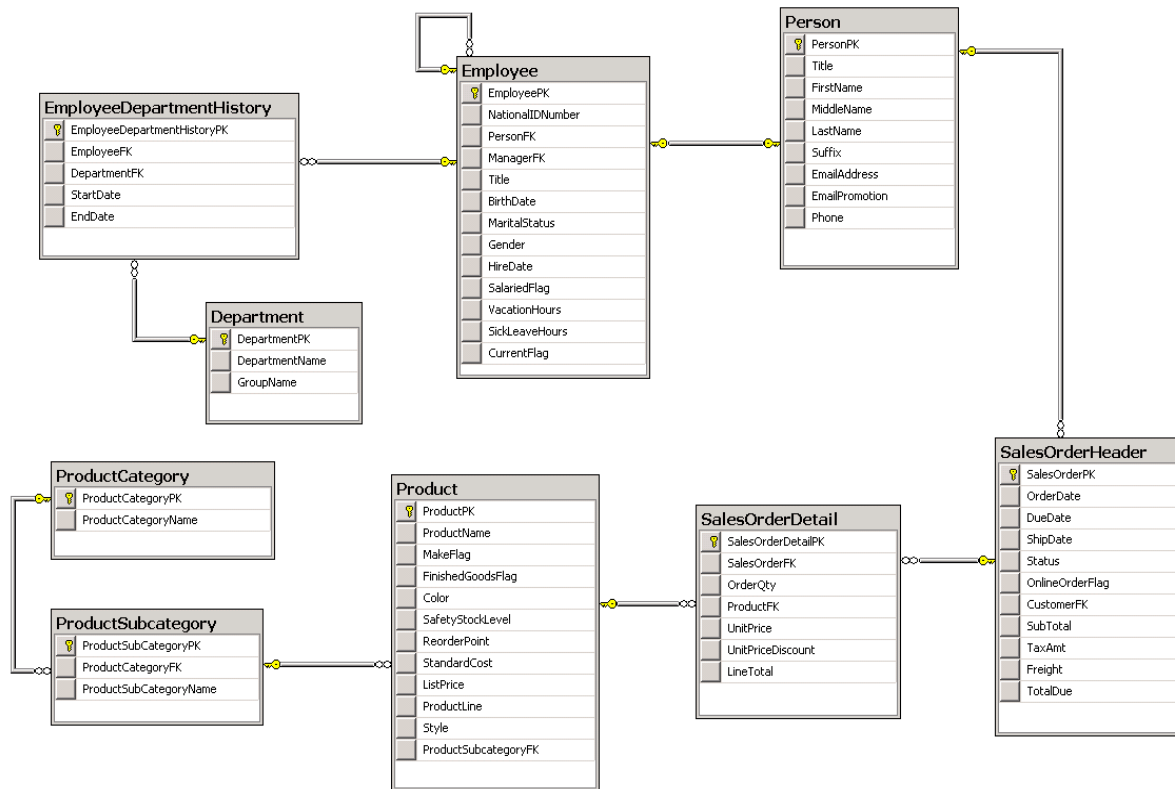 EmployeeDepartmentHistory
EmployeeDepartmentHistoryPK
EmployeeFK
DepartmentFK
StartDate
EndDate
Department
DepartmentPK
DepartmentName
GroupName
Employee
EmployeePK
NationalIDNumber
PersonFK
ManagerFK
Title
BirthDate
MaritalStatus
Gender
HireDate
SalariedFlag
VacationHours
SickLeaveHours
CurrentFlag
Person
PersonPK
Title
FirstName
MiddleName
LastName
Suffix
EmailAddress
EmailPromotion
Phone
ProductCategory
ProductCategoryPK
ProductCategoryName
ProductSubcategory
ProductSubCategoryPK
ProductCategoryFK
ProductSubCategoryName
Product
ProductPK
ProductName
MakeFlag
FinishedGoodsFlag
Color
SafetyStockLevel
ReorderPoint
StandardCost
ListPrice
ProductLine
Style
ProductSubcategoryFK
SalesOrderDetail
SalesOrderDetailPK
SalesOrderFK
OrderQty
ProductFK
UnitPrice
UnitPriceDiscount
LineTotal
SalesOrderHeader
SalesOrderPK
OrderDate
DueDate
ShipDate
Status
OnlineOrderFlag
CustomerFK
SubTotal
TaxAmt
Freight
TotalDue